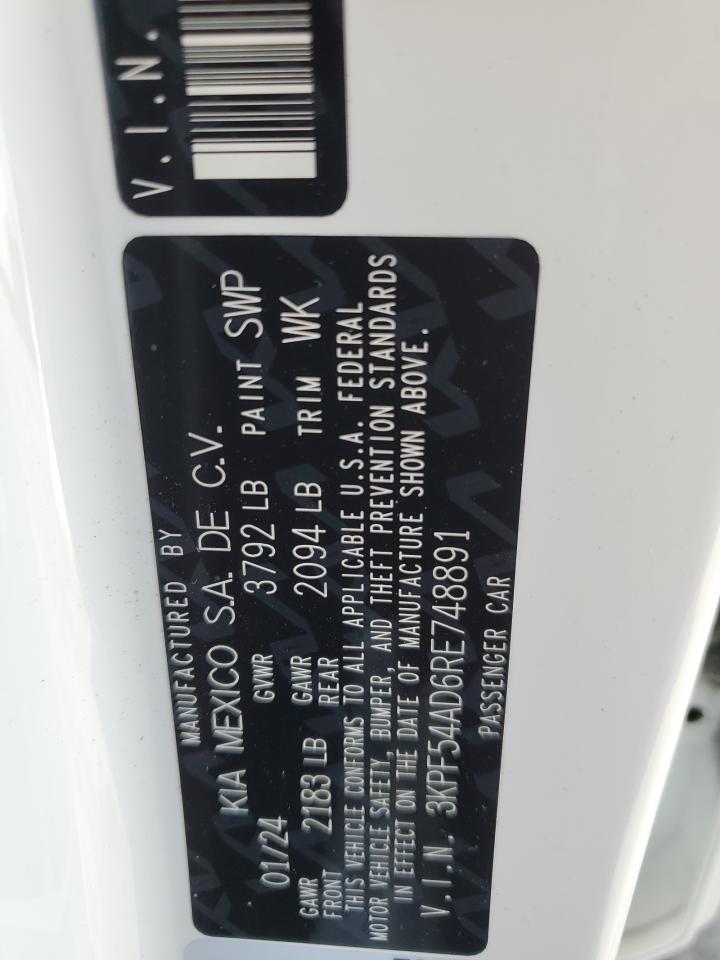 V.I.N.
MANUFACTURED BY
KIA MEXICO S.A. DE C.V.
01/24 GVWR 3792 LB PAINT SWP
GAWR FRONT 2183 LB GAWR REAR 2094 LB TRIM WK
THIS VEHICLE CONFORMS TO ALL APPLICABLE U.S.A. FEDERAL
MOTOR VEHICLE SAFETY, BUMPER, AND THEFT PREVENTION STANDARDS
IN EFFECT ON THE DATE OF MANUFACTURE SHOWN ABOVE.
V.I.N. 3KPF54AD6RE748891
PASSENGER CAR